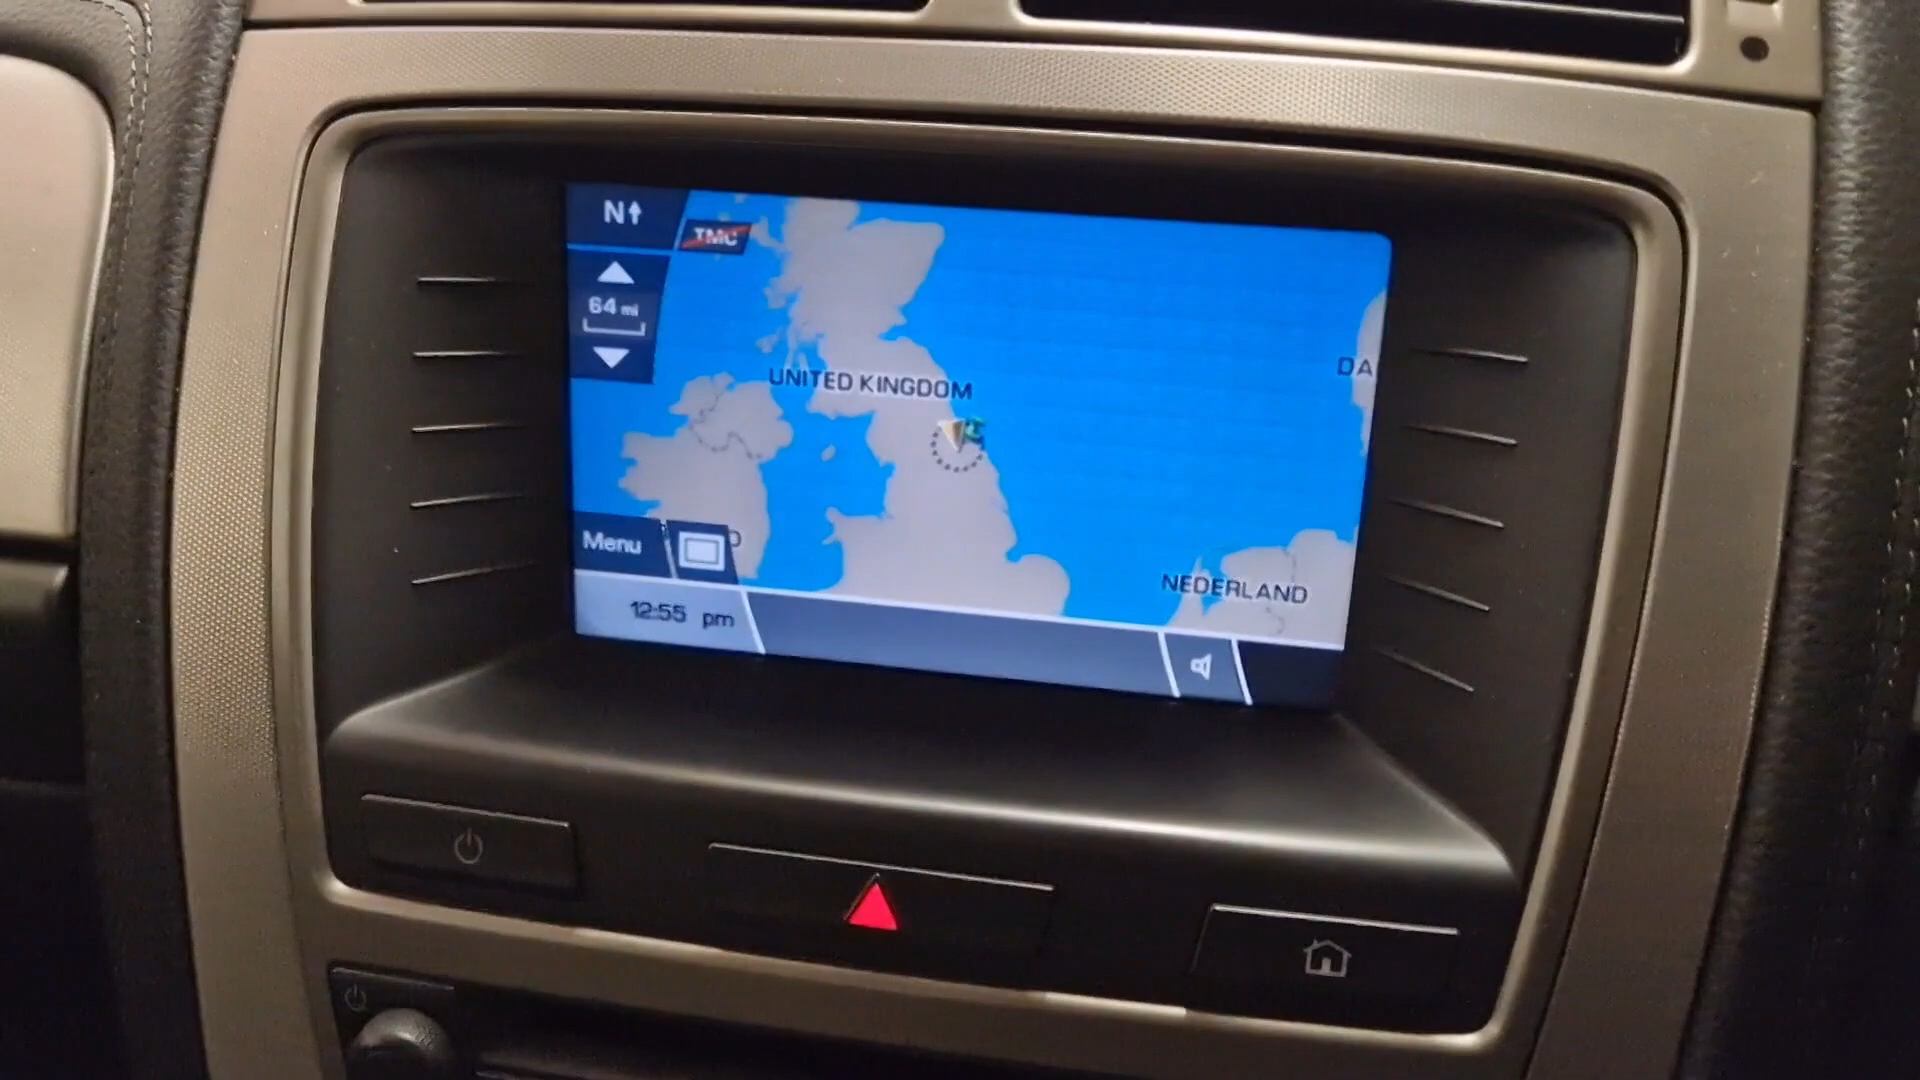 N
TMC
64 mi
UNITED KINGDOM
DA
Menu
D
NEDERLAND
12:55 pm